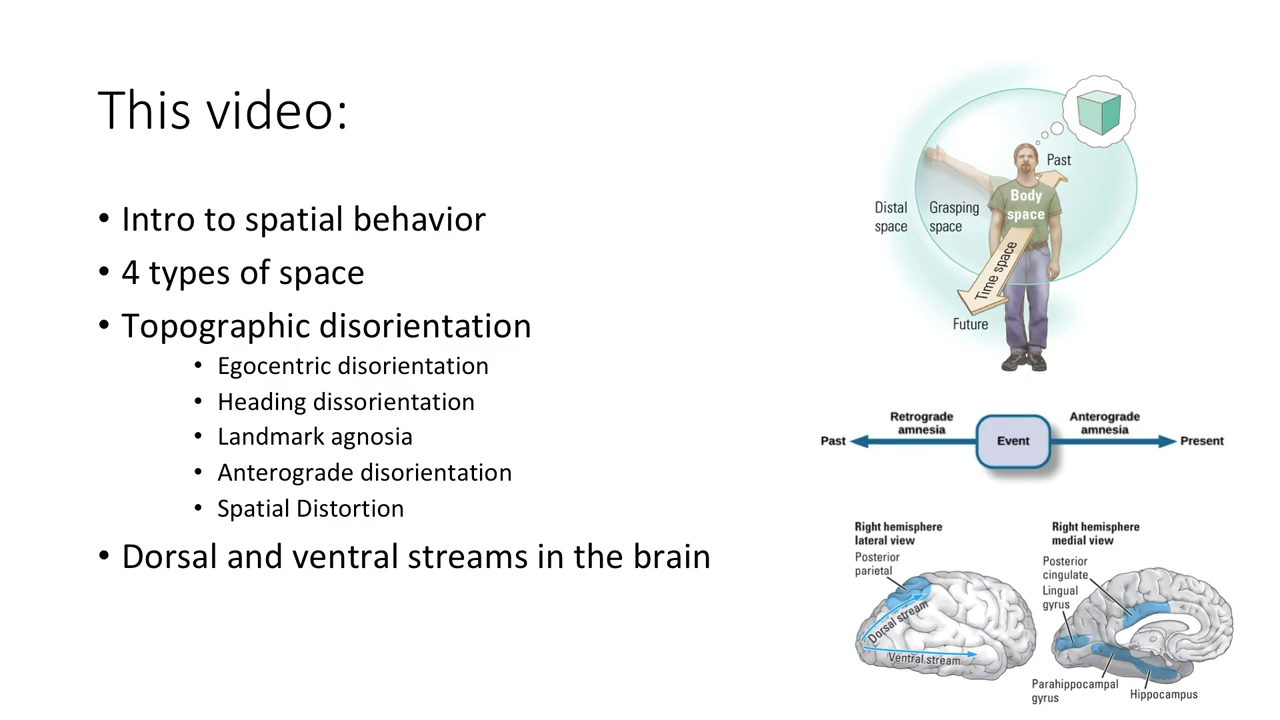 This video:
• Intro to spatial behavior
• 4 types of space
• Topographic disorientation
• Egocentric disorientation
• Heading dissorientation
• Landmark agnosia
• Anterograde disorientation
• Spatial Distortion
• Dorsal and ventral streams in the brain
Past
Body
space
Distal
space
Grasping
space
Time space
Future
Retrograde
amnesia
Anterograde
amnesia
Past
Event
Present
Right hemisphere
lateral view
Posterior
parietal
Dorsal stream
Ventral stream
Right hemisphere
medial view
Posterior
cingulate
Lingual
gyrus
Parahippocampal
gyrus
Hippocampus